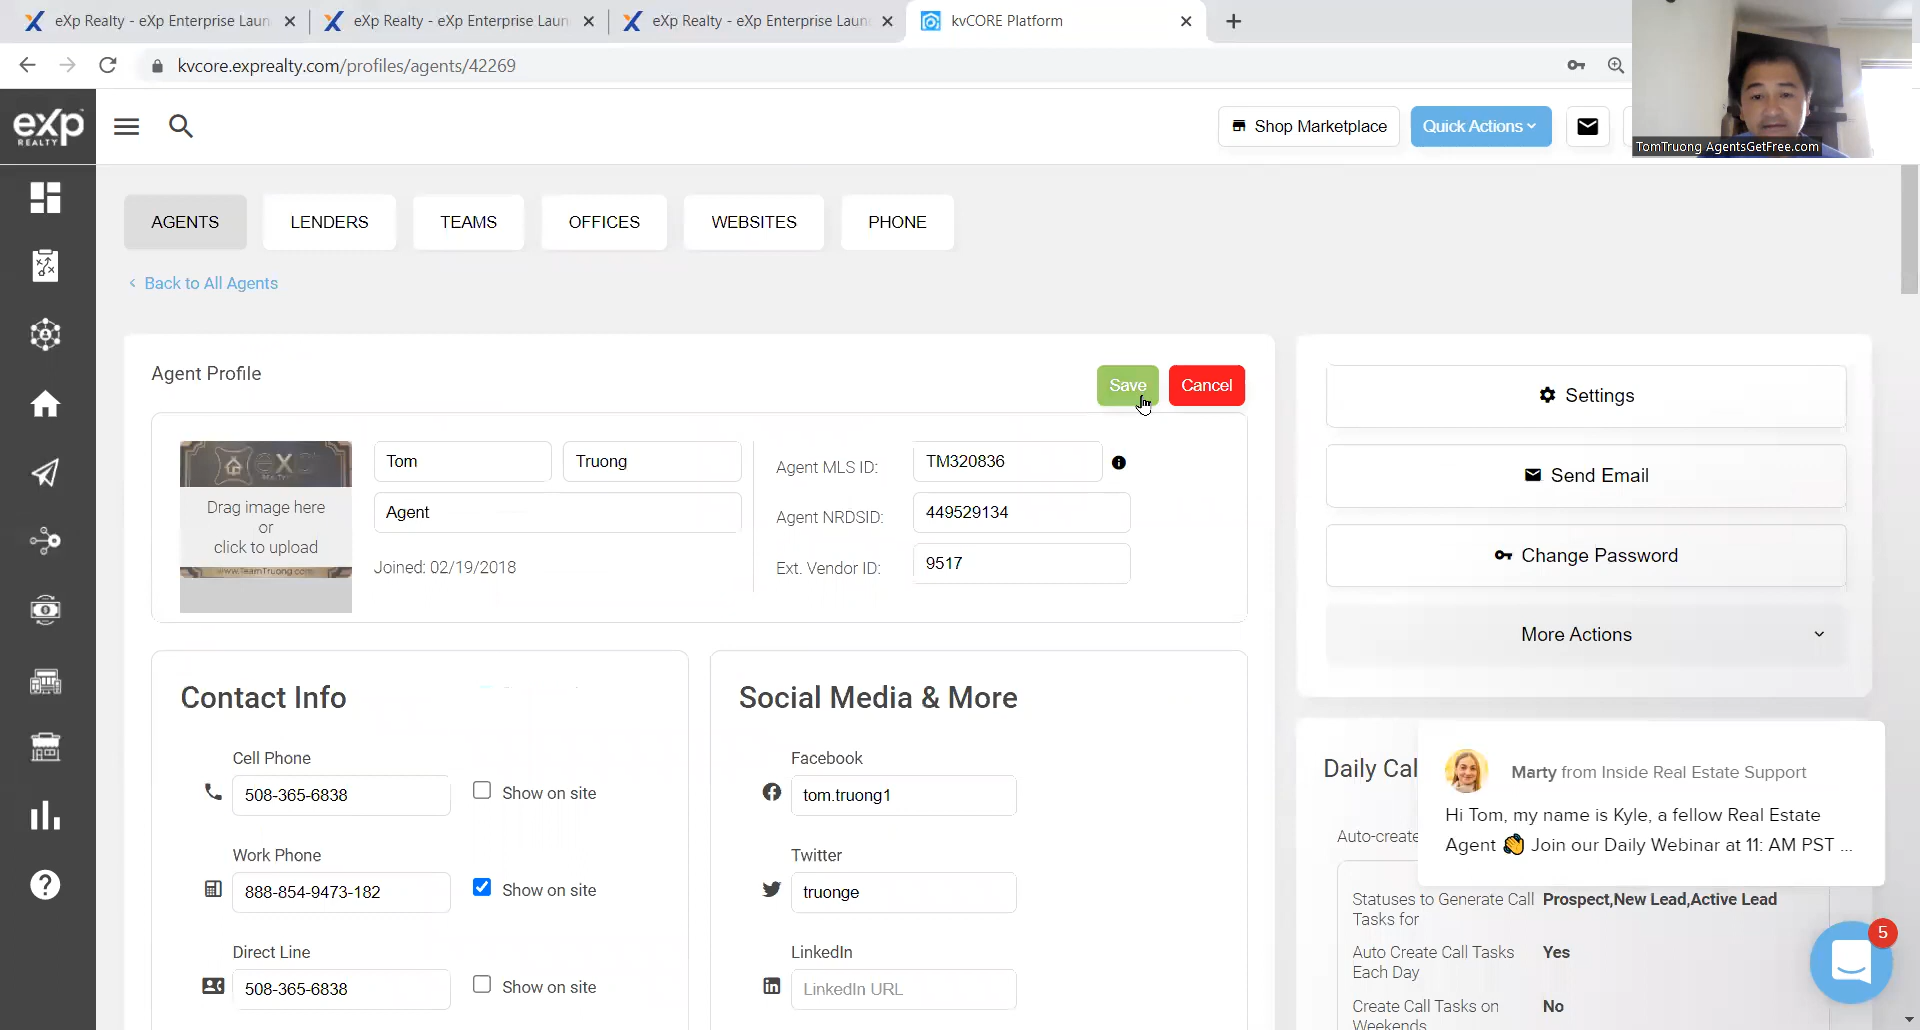 eXp Realty - eXp Enterprise Laun
eXp Realty - eXp Enterprise Laun
eXp Realty - eXp Enterprise Laun
kvCORE Platform
kvcore.exprealty.com/profiles/agents/42269
eXp
REALTY
Shop Marketplace
Quick Actions
TomTruong AgentsGetFree.com
AGENTS
LENDERS
TEAMS
OFFICES
WEBSITES
PHONE
Back to All Agents
Agent Profile
Save
Cancel
eXp
REALTY
Drag image here
or
click to upload
www.TeamTruong.com
Tom
Truong
Agent
Joined: 02/19/2018
Agent MLS ID:
TM320836
Agent NRDSID:
449529134
Ext. Vendor ID:
9517
Settings
Send Email
Change Password
More Actions
Contact Info
Cell Phone
508-365-6838
Show on site
Work Phone
888-854-9473-182
Show on site
Direct Line
508-365-6838
Show on site
Social Media & More
Facebook
tom.truong1
Twitter
truonge
LinkedIn
LinkedIn URL
Daily Cal
Auto-create
Marty from Inside Real Estate Support
Hi Tom, my name is Kyle, a fellow Real Estate
Agent 👋 Join our Daily Webinar at 11: AM PST ...
Statuses to Generate Call
Tasks for
Prospect,New Lead,Active Lead
Auto Create Call Tasks
Each Day
Yes
Create Call Tasks on
Weekends
No
5